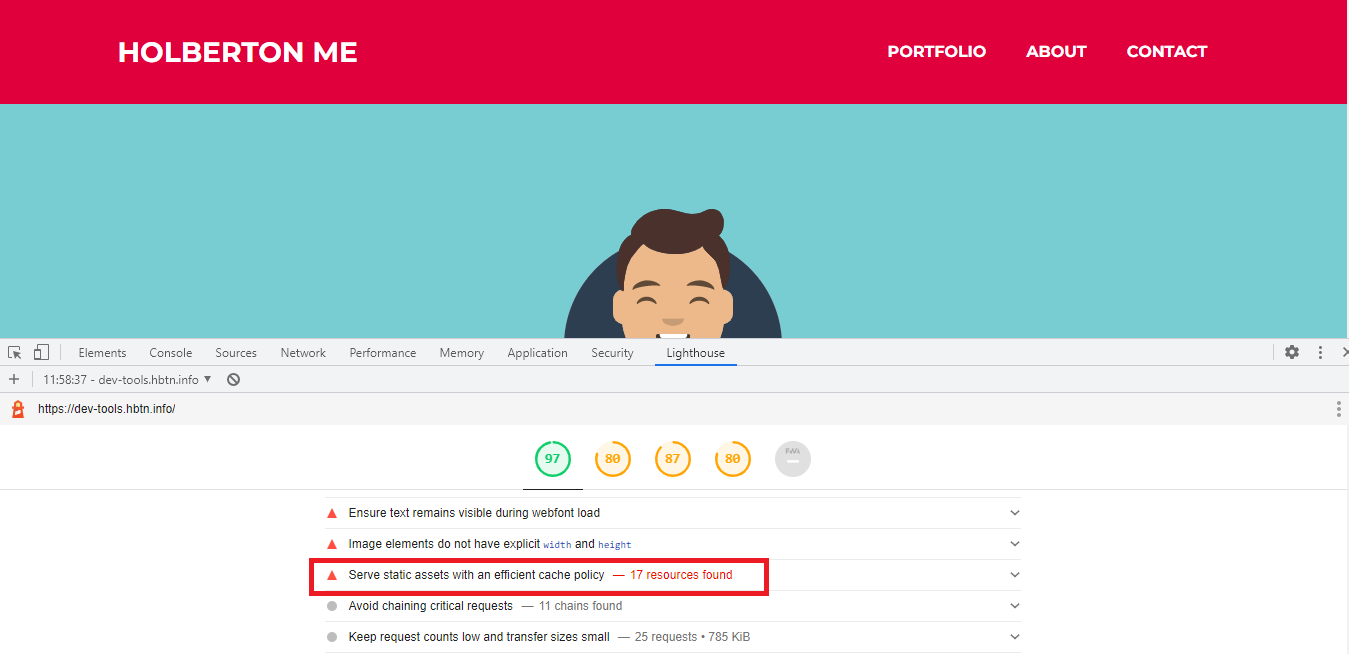 HOLBERTON ME PORTFOLIO ABOUT CONTACT
Elements Console Sources Network Performance Memory Application Security Lighthouse
11:58:37 - dev-tools.hbtn.info
https://dev-tools.hbtn.info/
97 80 87 80 PWA
Ensure text remains visible during webfont load
Image elements do not have explicit width and height
Serve static assets with an efficient cache policy — 17 resources found
Avoid chaining critical requests — 11 chains found
Keep request counts low and transfer sizes small — 25 requests • 785 KiB